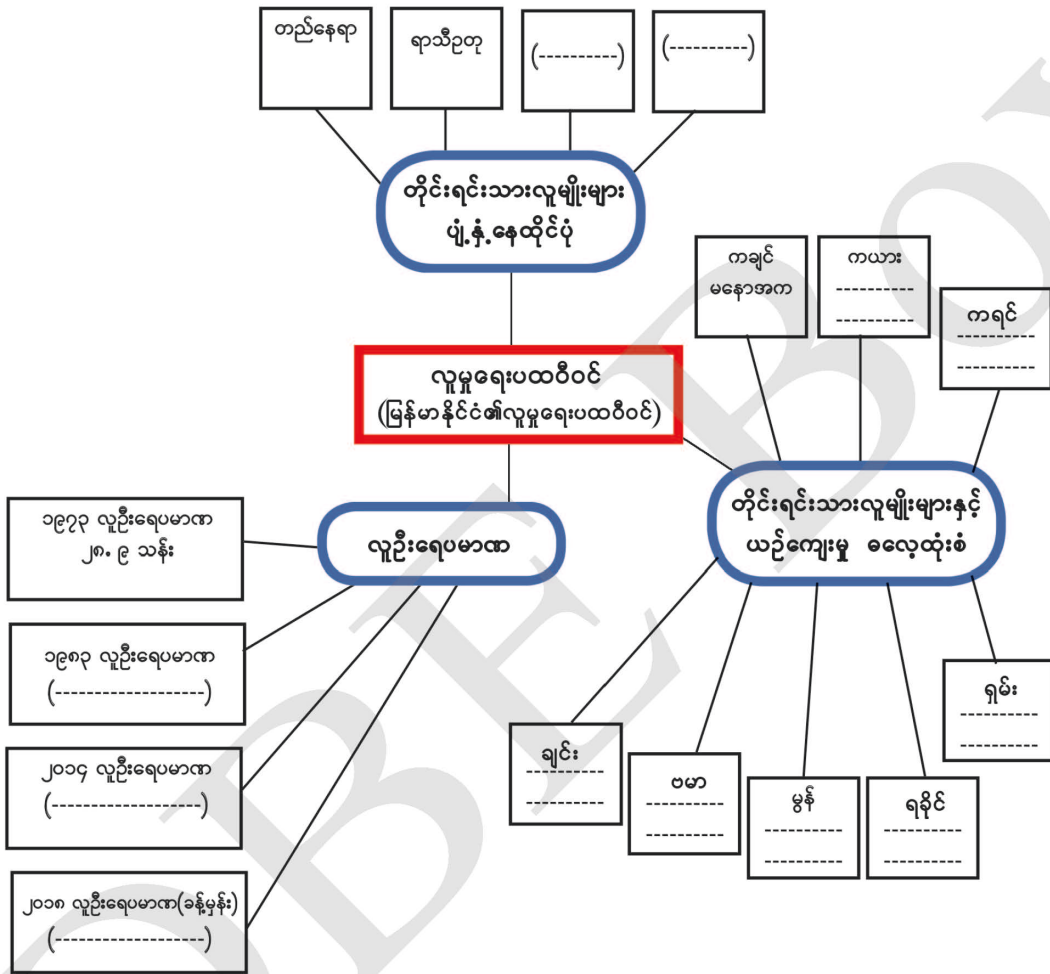 တည်နေရာ
ရာသီဥတု
(----------)
(----------)
တိုင်းရင်းသားလူမျိုးများ
ပျံ့နှံ့နေထိုင်ပုံ
ကချင်
မနောအက
ကယား
----------
----------
ကရင်
----------
----------
လူမှုရေးပထဝီဝင်
(မြန်မာနိုင်ငံ၏လူမှုရေးပထဝီဝင်)
တိုင်းရင်းသားလူမျိုးများနှင့်
ယဉ်ကျေးမှု ဓလေ့ထုံးစံ
လူဦးရေပမာဏ
၁၉၇၃ လူဦးရေပမာဏ
၂၈. ၉ သန်း
၁၉၈၃ လူဦးရေပမာဏ
(-------------------)
၂၀၁၄ လူဦးရေပမာဏ
(-------------------)
၂၀၁၈ လူဦးရေပမာဏ(ခန့်မှန်း)
(-------------------)
ချင်း
----------
----------
ဗမာ
----------
----------
မွန်
----------
----------
ရခိုင်
----------
----------
ရှမ်း
----------
----------